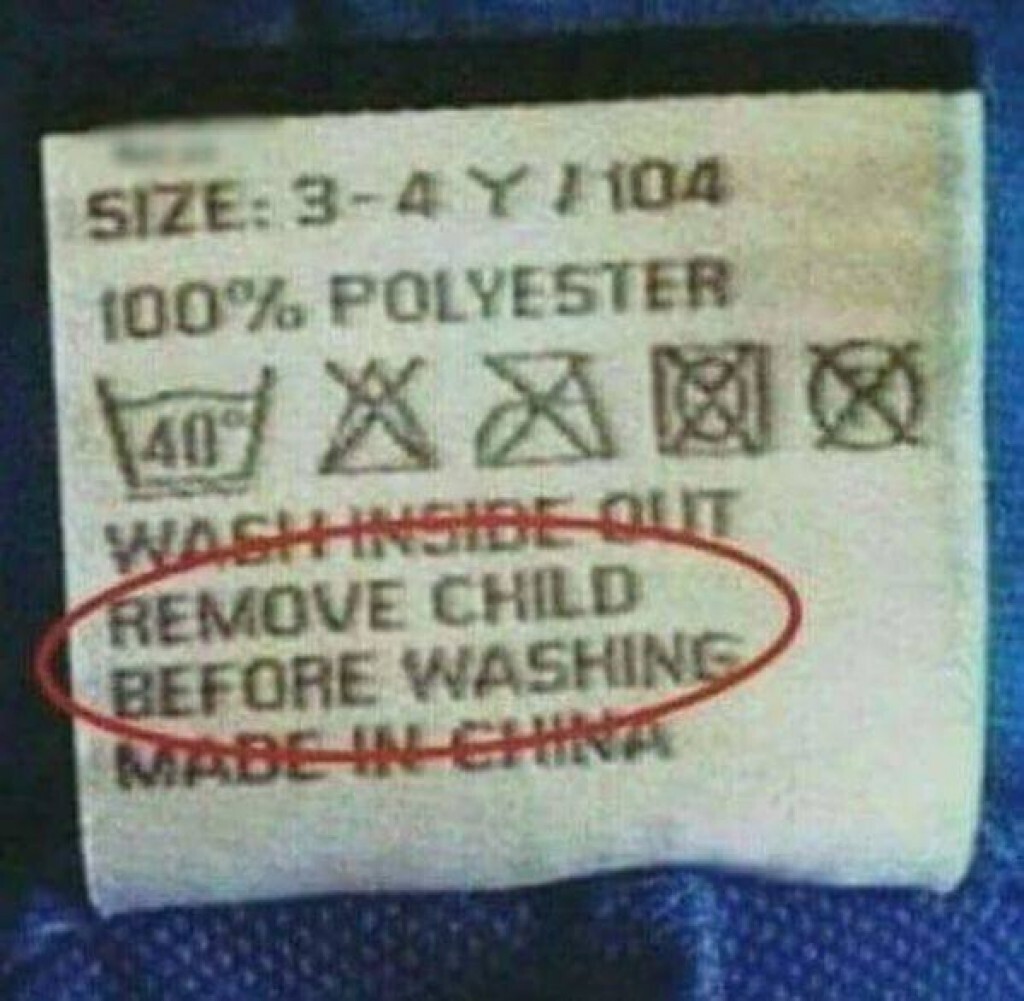 SIZE: 3-4 Y / 104
100% POLYESTER
40°
WASH INSIDE OUT
REMOVE CHILD
BEFORE WASHING
MADE IN CHINA